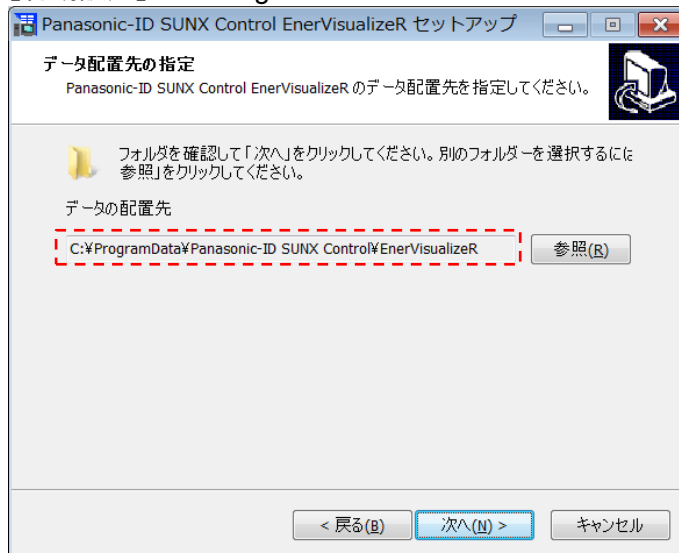 Panasonic-ID SUNX Control EnerVisualizeR セットアップ
データ配置先の指定
Panasonic-ID SUNX Control EnerVisualizeR のデータ配置先を指定してください。
フォルダを確認して「次へ」をクリックしてください。別のフォルダーを選択するには
参照」をクリックしてください。
データの配置先
C:¥ProgramData¥Panasonic-ID SUNX Control¥EnerVisualizeR
参照(R)
< 戻る(B)
次へ(N) >
キャンセル